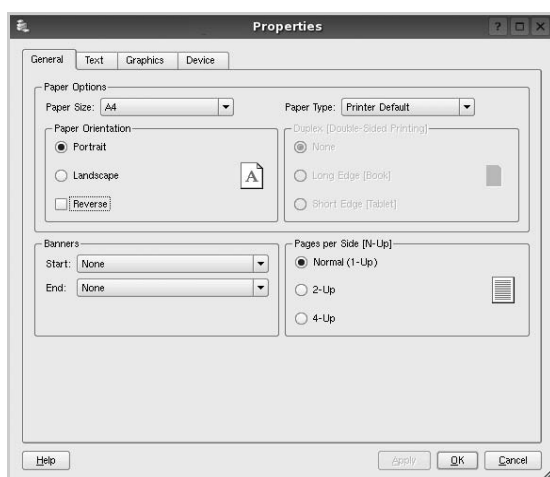 Properties
General Text Graphics Device
Paper Options
Paper Size: A4 Paper Type: Printer Default
Paper Orientation
Portrait
Landscape
Reverse
A
Duplex [Double-Sided Printing]
None
Long Edge [Book]
Short Edge [Tablet]
Banners
Start: None
End: None
Pages per Side [N-Up]
Normal (1-Up)
2-Up
4-Up
Help Apply OK Cancel